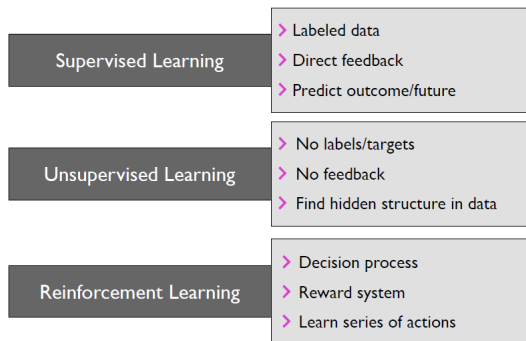 Supervised Learning
Labeled data
Direct feedback
Predict outcome/future
Unsupervised Learning
No labels/targets
No feedback
Find hidden structure in data
Reinforcement Learning
Decision process
Reward system
Learn series of actions